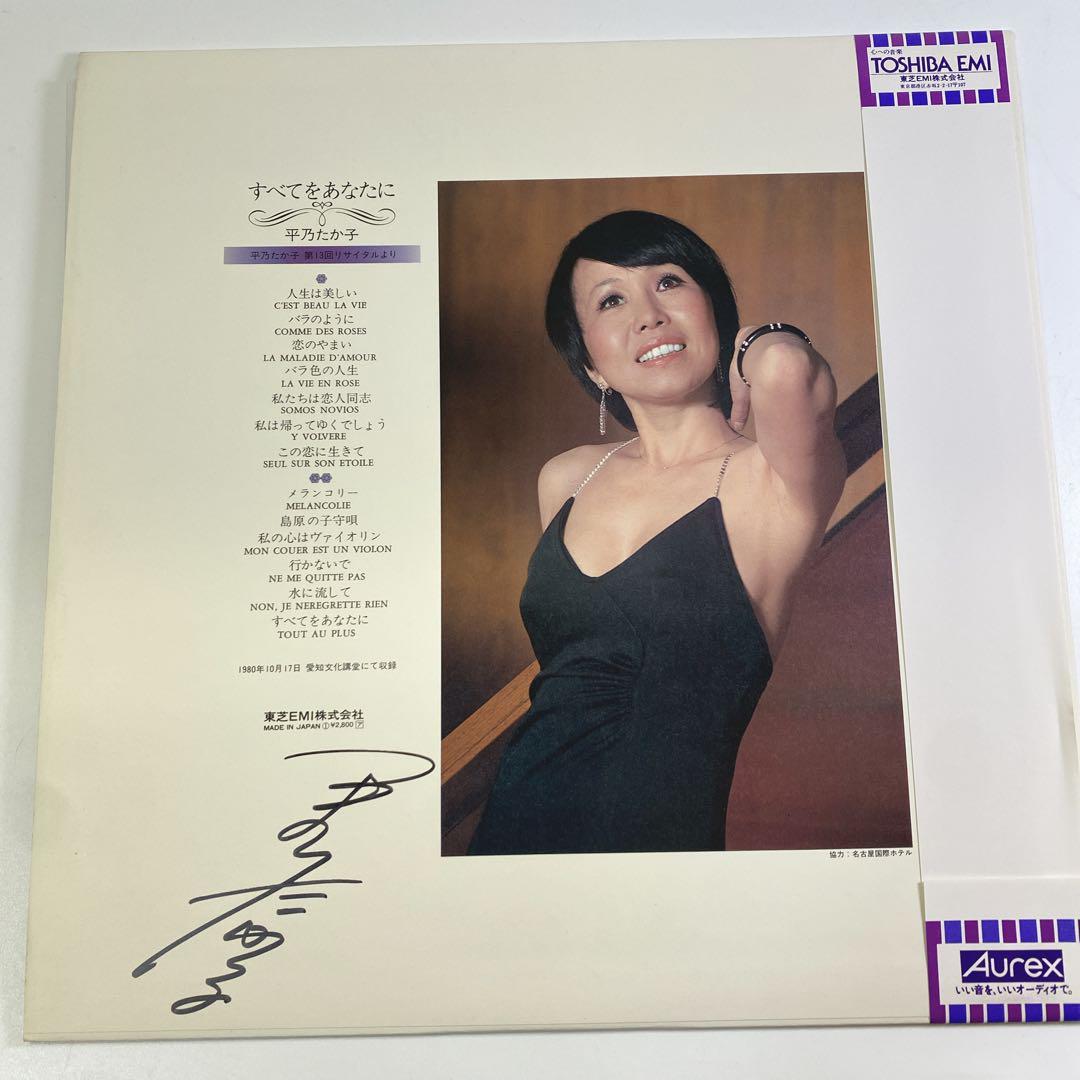 心への音楽
TOSHIBA EMI
東芝EMI株式会社
東京都港区赤坂2-2-17〒107
すべてをあなたに
平乃たか子
平乃たか子 第13回リサイタルより
人生は美しい
C'EST BEAU LA VIE
バラのように
COMME DES ROSES
恋のやまい
LA MALADIE D'AMOUR
バラ色の人生
LA VIE EN ROSE
私たちは恋人同志
SOMOS NOVIOS
私は帰ってゆくでしょう
Y VOLVERE
この恋に生きて
SEUL SUR SON ETOILE
メランコリー
MELANCOLIE
島原の子守唄
私の心はヴァイオリン
MON COUER EST UN VIOLON
行かないで
NE ME QUITTE PAS
水に流して
NON, JE NEREGRETTE RIEN
すべてをあなたに
TOUT AU PLUS
1980年10月17日 愛知文化講堂にて収録
東芝EMI株式会社
MADE IN JAPAN Ⓘ¥2,800 ア
協力：名古屋国際ホテル
Aurex
いい音を、いいオーディオで。